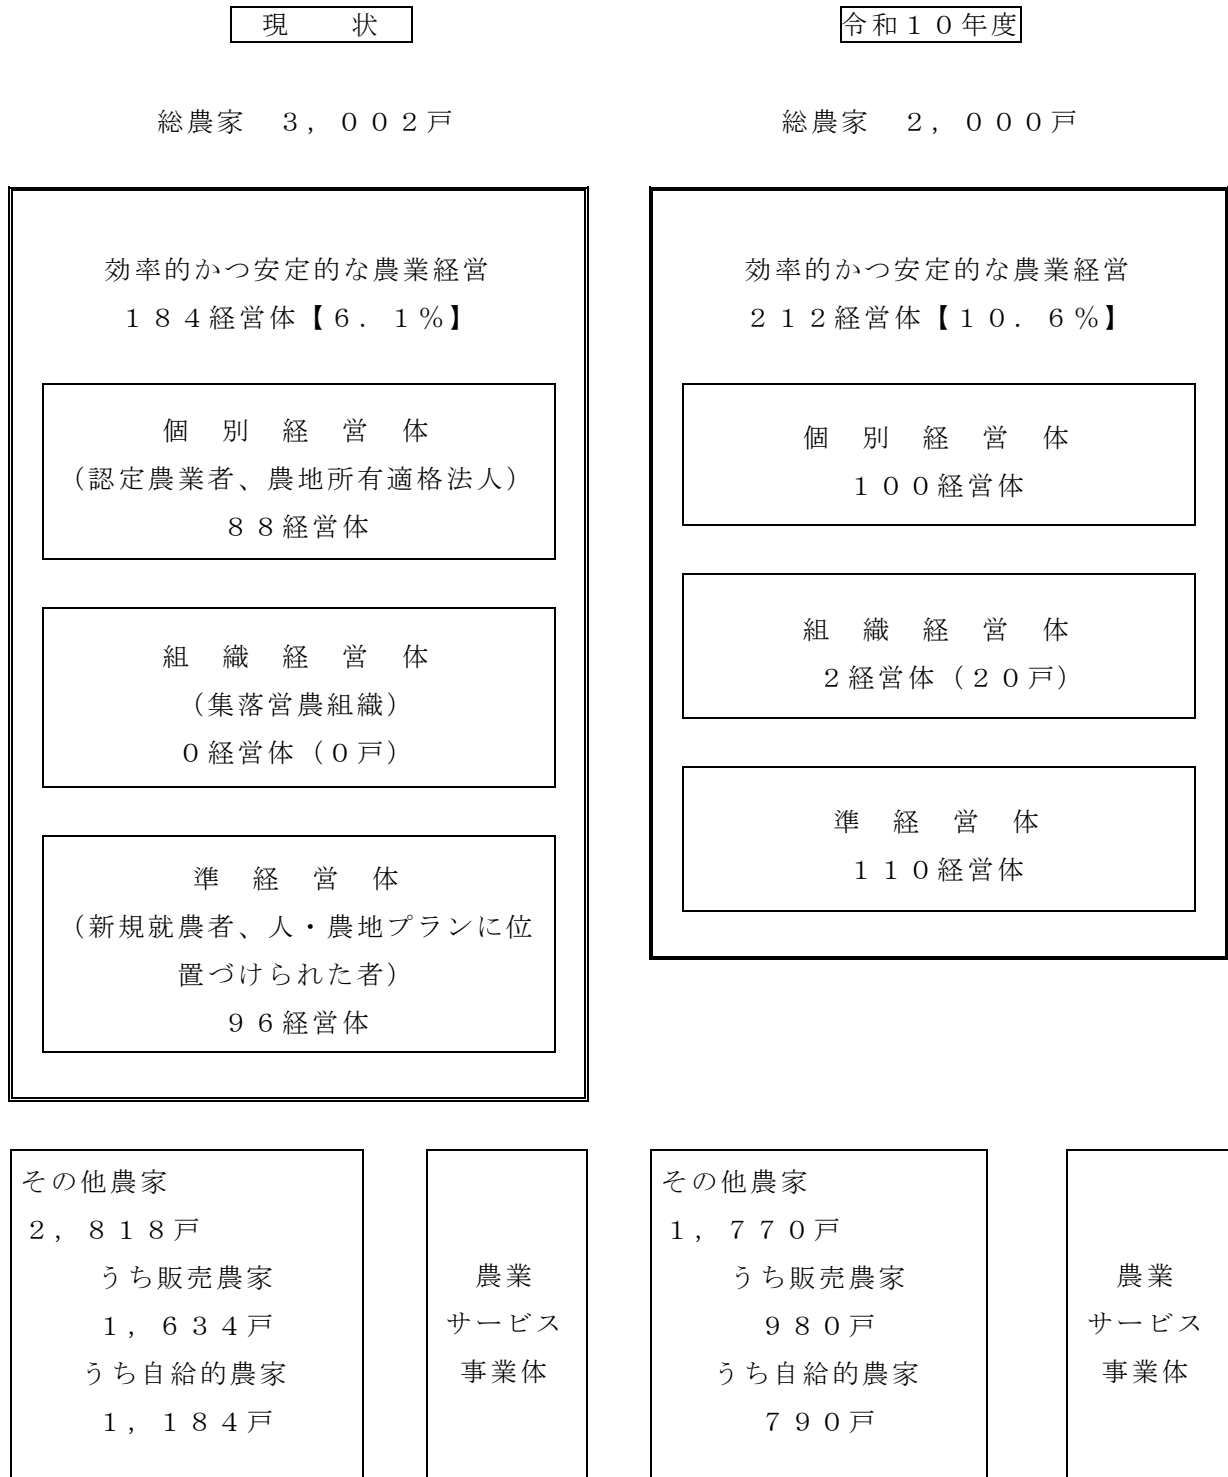 現　　状
総農家　３，００２戸
効率的かつ安定的な農業経営
１８４経営体【６．１％】
個　別　経　営　体
（認定農業者、農地所有適格法人）
８８経営体
組　織　経　営　体
（集落営農組織）
０経営体（０戸）
準　経　営　体
（新規就農者、人・農地プランに位
置づけられた者）
９６経営体
その他農家
２，８１８戸
うち販売農家
１，６３４戸
うち自給的農家
１，１８４戸
農業
サービス
事業体
令和１０年度
総農家　２，０００戸
効率的かつ安定的な農業経営
２１２経営体【１０．６％】
個　別　経　営　体
１００経営体
組　織　経　営　体
２経営体（２０戸）
準　経　営　体
１１０経営体
その他農家
１，７７０戸
うち販売農家
９８０戸
うち自給的農家
７９０戸
農業
サービス
事業体